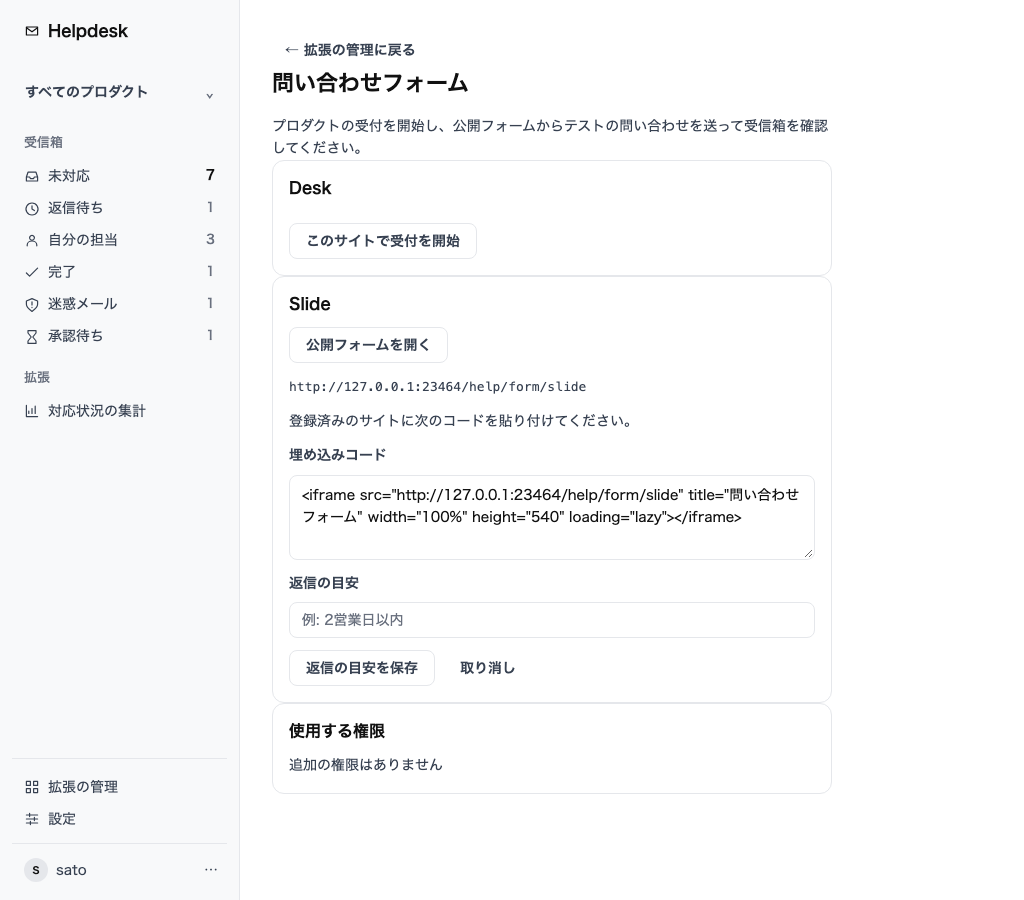 Helpdesk
すべてのプロダクト
受信箱
未対応 7
返信待ち 1
自分の担当 3
完了 1
迷惑メール 1
承認待ち 1
拡張
対応状況の集計
拡張の管理
設定
S sato ...
← 拡張の管理に戻る
問い合わせフォーム
プロダクトの受付を開始し、公開フォームからテストの問い合わせを送って受信箱を確認
してください。
Desk
このサイトで受付を開始
Slide
公開フォームを開く
http://127.0.0.1:23464/help/form/slide
登録済みのサイトに次のコードを貼り付けてください。
埋め込みコード
<iframe src="http://127.0.0.1:23464/help/form/slide" title="問い合わせ
フォーム" width="100%" height="540" loading="lazy"></iframe>
返信の目安
例: 2営業日以内
返信の目安を保存 取り消し
使用する権限
追加の権限はありません